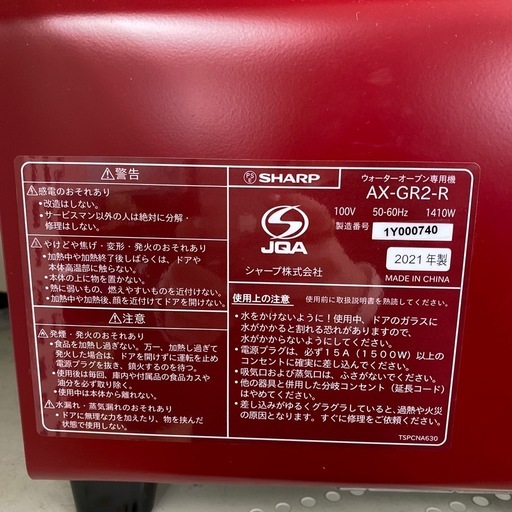 ⚠警告
⚠感電のおそれあり
•改造はしない。
•サービスマン以外の人は絶対に分解・
修理はしない。
⚠やけどや焦げ・変形・発火のおそれあり
•加熱中や加熱終了後しばらくは、ドアや
本体高温部に触らない。
•本体の上に物を置かない。
•熱に弱いもの、燃えやすいものを近付けない。
•加熱中や加熱後、顔を近付けてドアを開けない。
⚠注意
⚠発煙・発火のおそれあり
•食品を加熱し過ぎない。万一、加熱し過ぎて
発火した場合は、ドアを開けずに運転を止め
電源プラグを抜き、鎮火するのを待つ。
•使用後は毎回、庫内や付属品の食品カスや
油分を必ず取り除く。
•使用中は本体から離れない。
⚠水漏れ・蒸気漏れのおそれあり
•ドアに無理な力を加えたり、物を挟んだ
状態で使用しない。
PSE SHARP
JQA
シャープ株式会社
ウォーターオーブン専用機
AX-GR2-R
100V 50-60Hz 1410W
製造番号 1Y000740
2021年製
MADE IN CHINA
使用上の注意 使用前に取扱説明書を熟読してください。
•水をかけないように！使用中、ドアのガラスに
水がかかると割れる恐れがありますので、
水がかからないようにしてください。
•電源プラグは、必ず15A（1500W）以上の
コンセントに確実に差し込んでください。
•吸気口および蒸気口は、ふさがないでください。
•他の器具と併用した分岐コンセント（延長コード）
はやめてください。
•差し込みがゆるくグラグラしていると、過熱や火災
の原因となります。すぐに修理をご依頼ください。
TSPCNA630